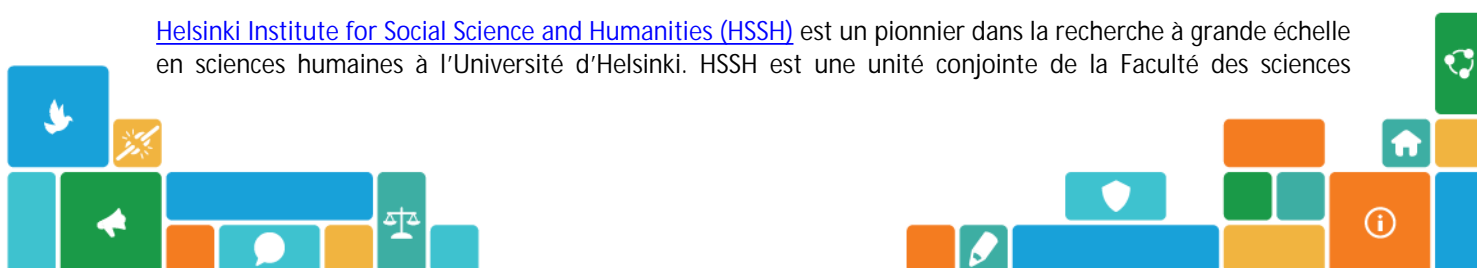 Helsinki Institute for Social Science and Humanities (HSSH) est un pionnier dans la recherche à grande échelle
en sciences humaines à l'Université d'Helsinki. HSSH est une unité conjointe de la Faculté des sciences